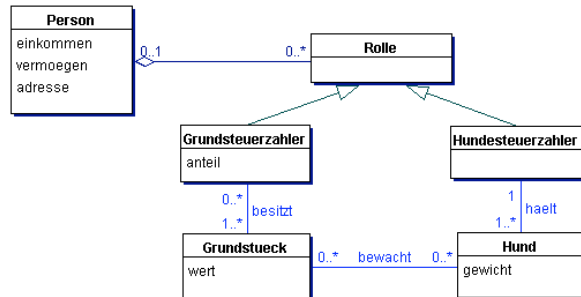 Person
einkommen
vermoegen
adresse
0..1
0..*
Rolle
Grundsteuerzahler
anteil
Hundesteuerzahler
0..*
besitzt
1..*
1
haelt
1..*
Grundstueck
wert
0..*
bewacht
0..*
Hund
gewicht